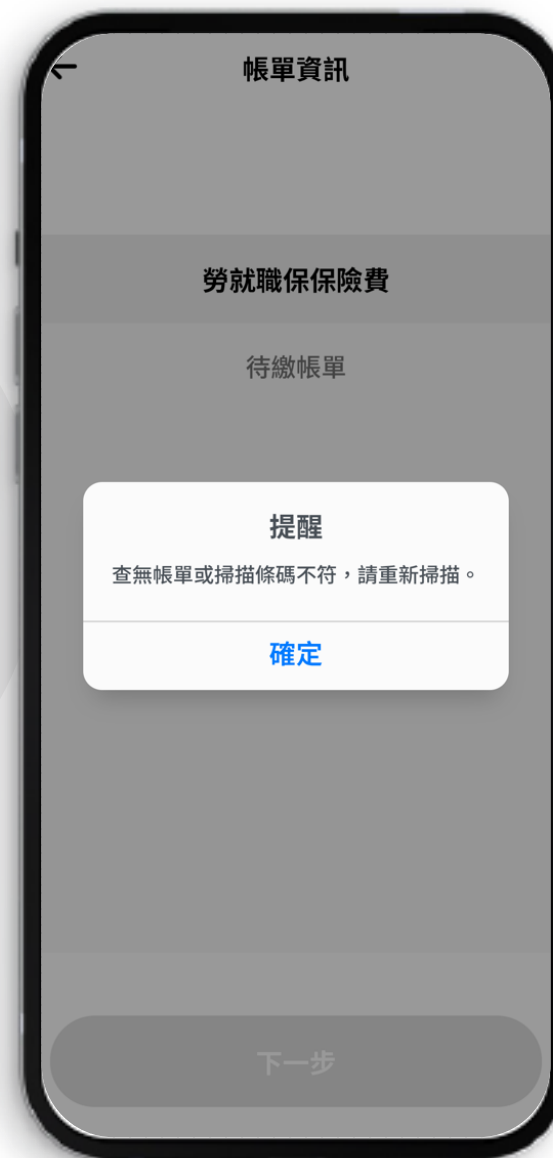 帳單資訊
勞就職保保險費
待繳帳單
提醒
查無帳單或掃描條碼不符，請重新掃描。
確定
下一步